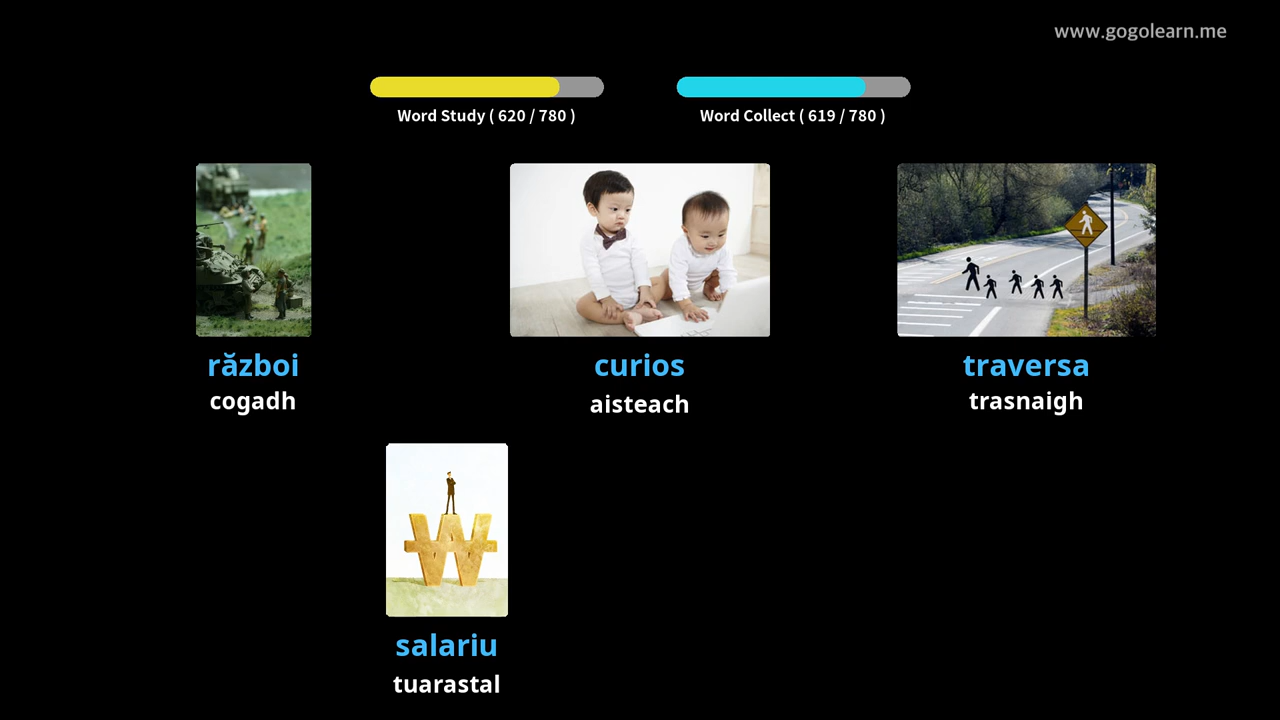 www.gogolearn.me
Word Study ( 620 / 780 )
Word Collect ( 619 / 780 )
război
cogadh
curios
aisteach
traversa
trasnaigh
salariu
tuarastal